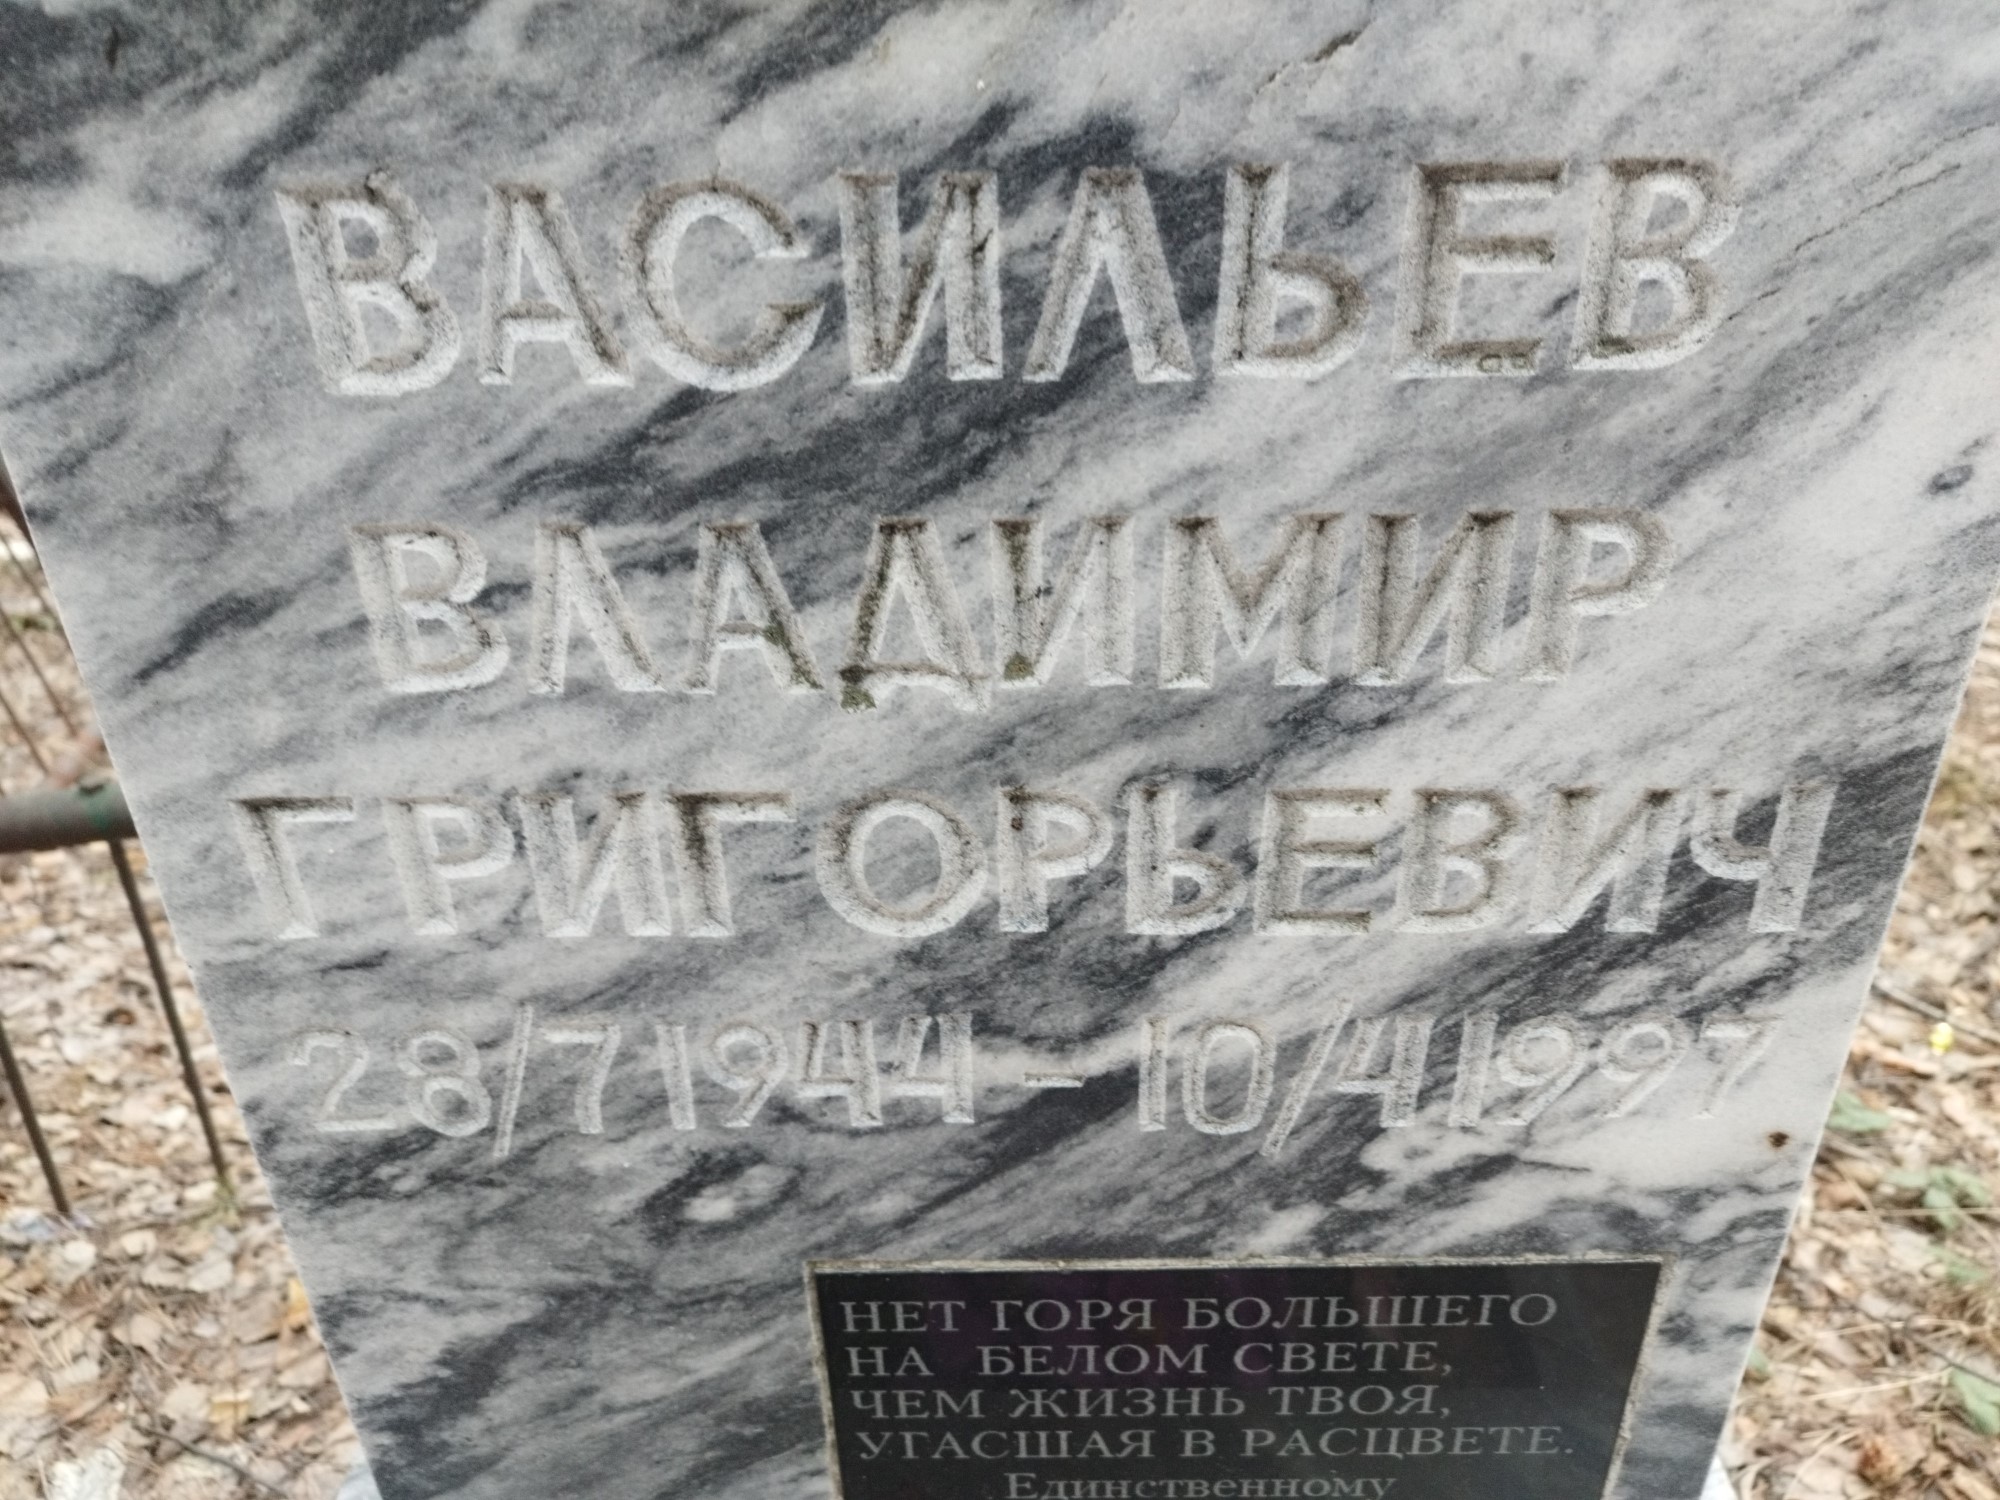 ВАСИЛЬЕВ
ВЛАДИМИР
ГРИГОРЬЕВИЧ
28/7 1944 - 10/4 1997
НЕТ ГОРЯ БОЛЬШЕГО
НА БЕЛОМ СВЕТЕ,
ЧЕМ ЖИЗНЬ ТВОЯ,
УГАСШАЯ В РАСЦВЕТЕ.
Единственному